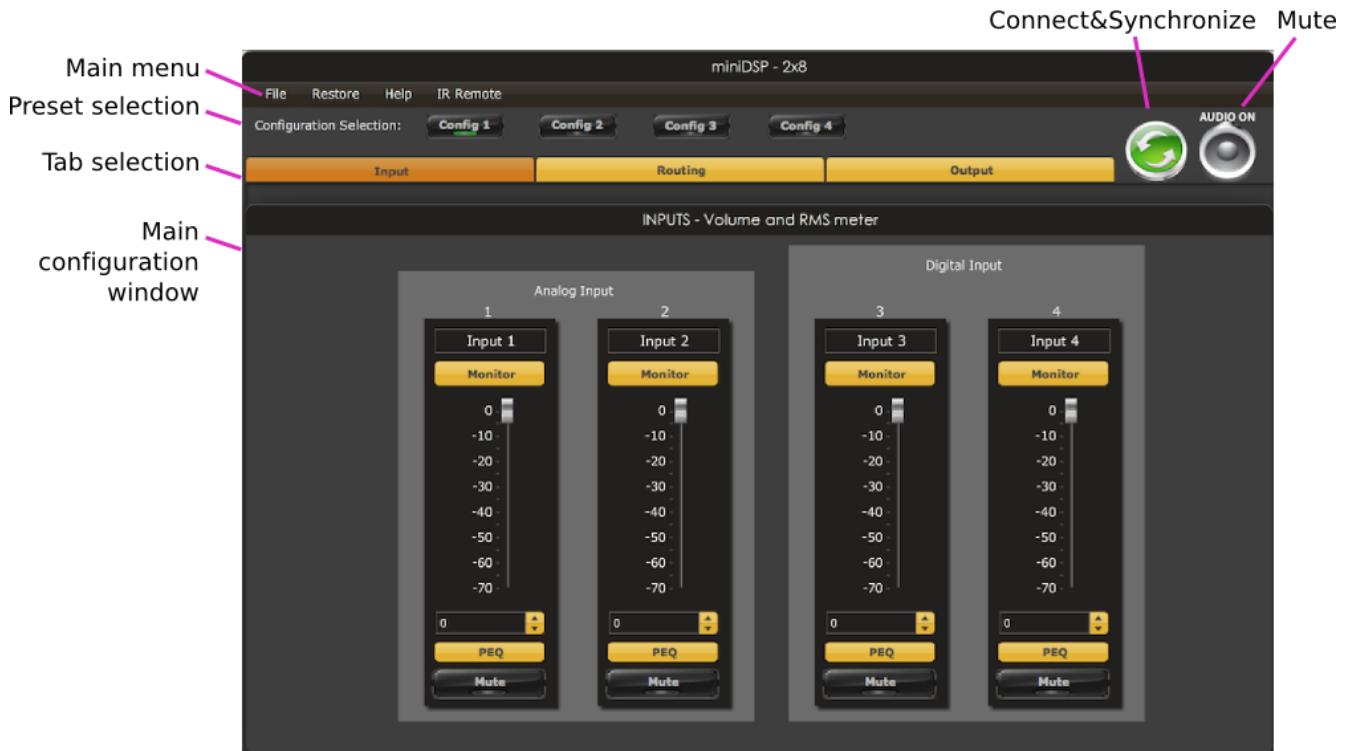 Connect&Synchronize Mute
Main menu
Preset selection
Tab selection
Main
configuration
window
miniDSP - 2x8
File Restore Help IR Remote
Configuration Selection: Config 1 Config 2 Config 3 Config 4
AUDIO ON
Input Routing Output
INPUTS - Volume and RMS meter
Analog Input
1 2
Input 1 Input 2
Monitor Monitor
0 0
-10 -10
-20 -20
-30 -30
-40 -40
-50 -50
-60 -60
-70 -70
0 0
PEQ PEQ
Mute Mute
Digital Input
3 4
Input 3 Input 4
Monitor Monitor
0 0
-10 -10
-20 -20
-30 -30
-40 -40
-50 -50
-60 -60
-70 -70
0 0
PEQ PEQ
Mute Mute